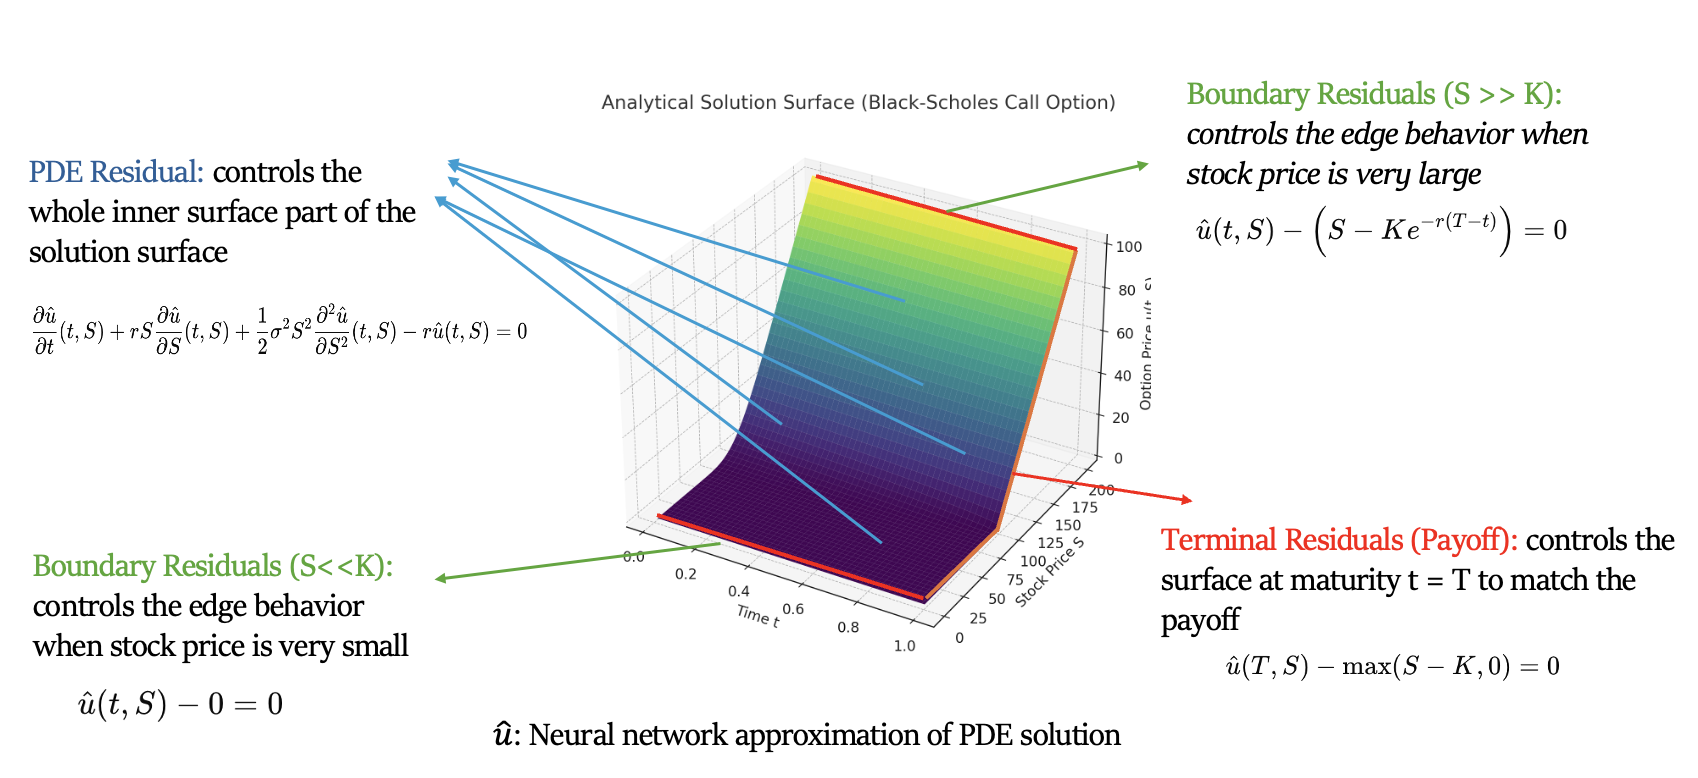 Analytical Solution Surface (Black-Scholes Call Option)
PDE Residual: controls the
whole inner surface part of the
solution surface
∂û/∂t(t, S) + rS ∂û/∂S(t, S) + 1/2 σ²S² ∂²û/∂S²(t, S) − rû(t, S) = 0
Boundary Residuals (S >> K):
controls the edge behavior when
stock price is very large
û(t, S) − (S − Ke^{−r(T−t)}) = 0
100
80
60
40
20
0
Option Price u(t, S)
200
175
150
125
100
75
50
25
0
Stock Price S
0.0
0.2
0.4
0.6
0.8
1.0
Time t
Boundary Residuals (S<<K):
controls the edge behavior
when stock price is very small
û(t, S) − 0 = 0
Terminal Residuals (Payoff): controls the
surface at maturity t = T to match the
payoff
û(T, S) − max(S − K, 0) = 0
û: Neural network approximation of PDE solution